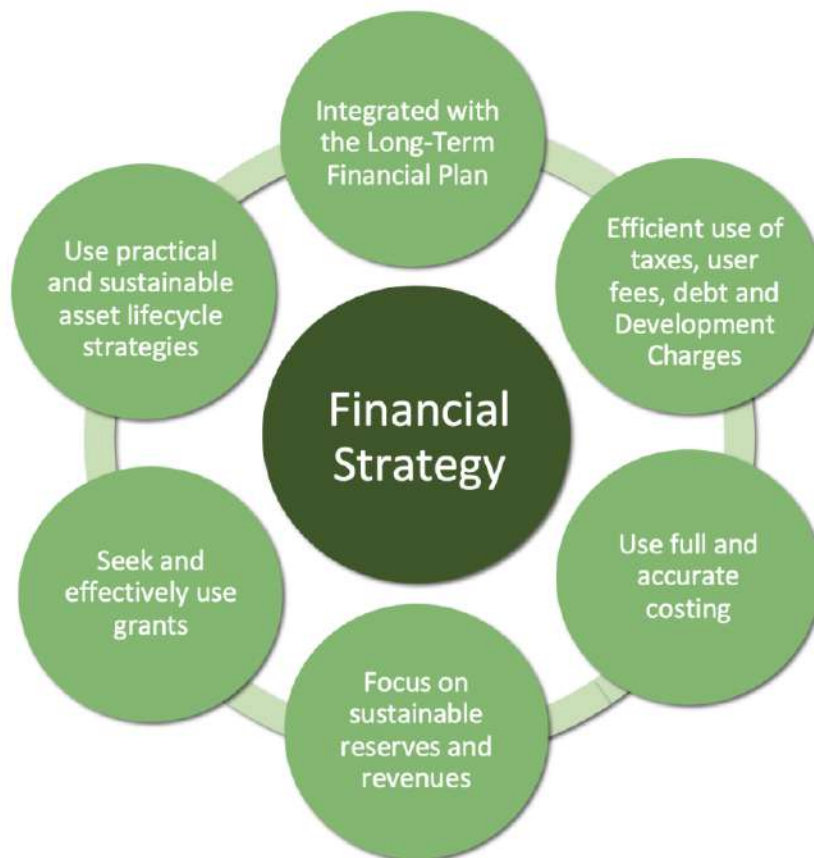 Integrated with
the Long-Term
Financial Plan
Efficient use of
taxes, user
fees, debt and
Development
Charges
Use full and
accurate
costing
Focus on
sustainable
reserves and
revenues
Seek and
effectively use
grants
Use practical
and sustainable
asset lifecycle
strategies
Financial
Strategy